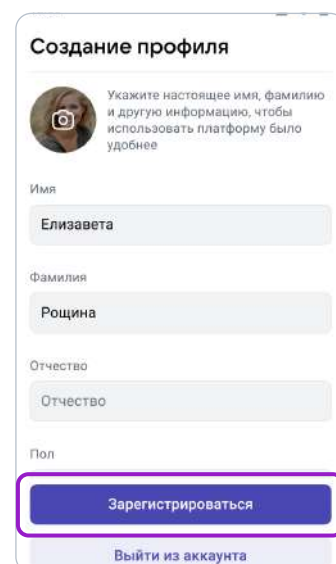 Создание профиля
Укажите настоящее имя, фамилию
и другую информацию, чтобы
использовать платформу было
удобнее
Имя
Елизавета
Фамилия
Рощина
Отчество
Отчество
Пол
Зарегистрироваться
Выйти из аккаунта